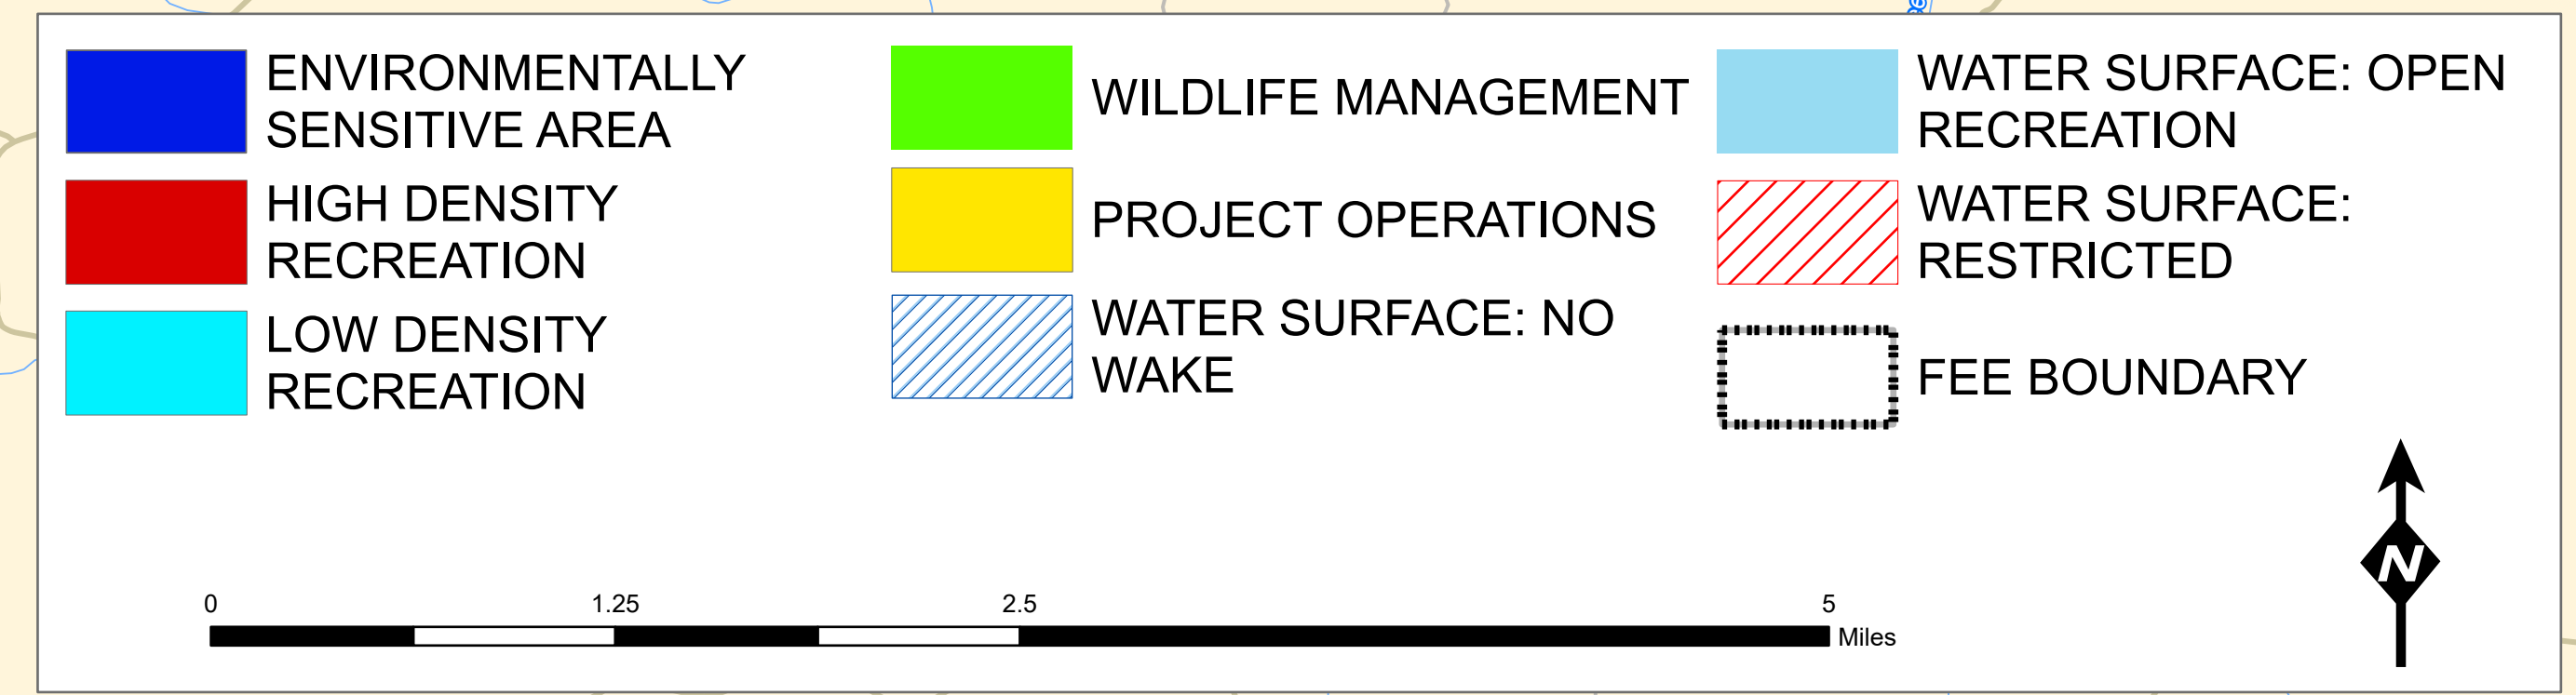 ENVIRONMENTALLY
SENSITIVE AREA
HIGH DENSITY
RECREATION
LOW DENSITY
RECREATION
WILDLIFE MANAGEMENT
PROJECT OPERATIONS
WATER SURFACE: NO
WAKE
WATER SURFACE: OPEN
RECREATION
WATER SURFACE:
RESTRICTED
FEE BOUNDARY
N
0 1.25 2.5 5
Miles